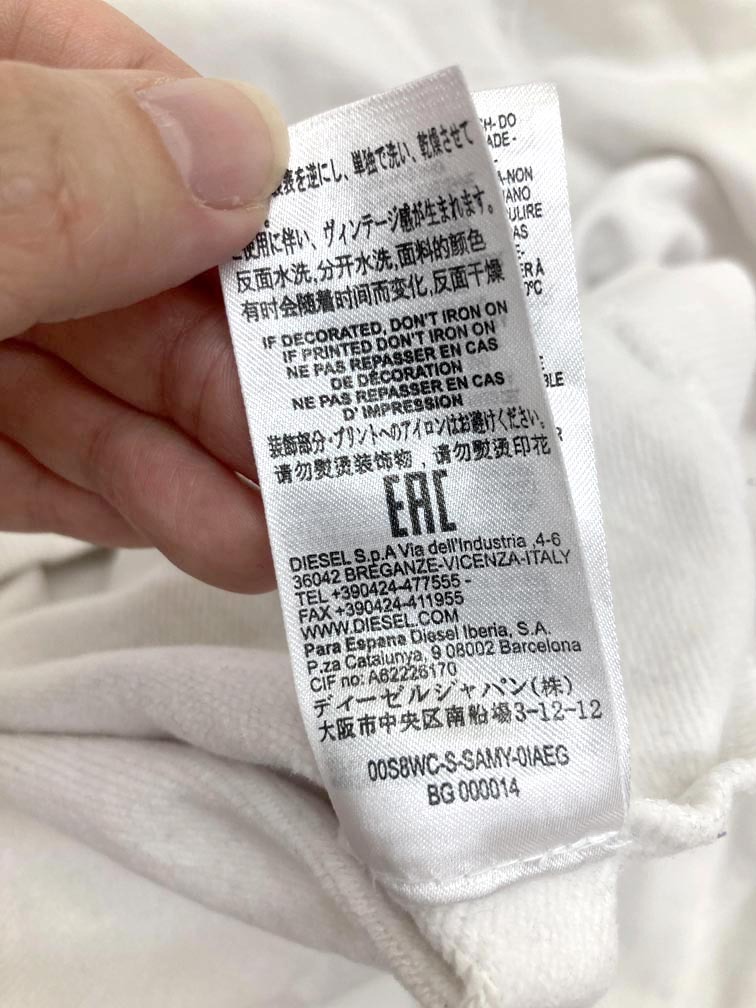 表を逆にし、単独で洗い、乾燥させて
使用に伴い、ヴィンテージ感が生まれます。
反面水洗,分开水洗,面料的颜色
有时会随着时间而变化,反面干燥
IF DECORATED, DON'T IRON ON
IF PRINTED DON'T IRON ON
NE PAS REPASSER EN CAS
DE DÉCORATION
NE PAS REPASSER EN CAS
D'IMPRESSION
装飾部分・プリントへのアイロンはお避けください。
请勿熨烫装饰物，请勿熨烫印花
EAC
DIESEL S.p.A Via dell'Industria ,4-6
36042 BREGANZE-VICENZA-ITALY
TEL +390424-477555 -
FAX +390424-411955
WWW.DIESEL.COM
Para Espana Diesel Iberia, S.A.
P.za Catalunya, 9 08002 Barcelona
CIF no: A62226170
ディーゼルジャパン(株)
大阪市中央区南船場3-12-12
00S8WC-S-SAMY-0IAEG
BG 000014